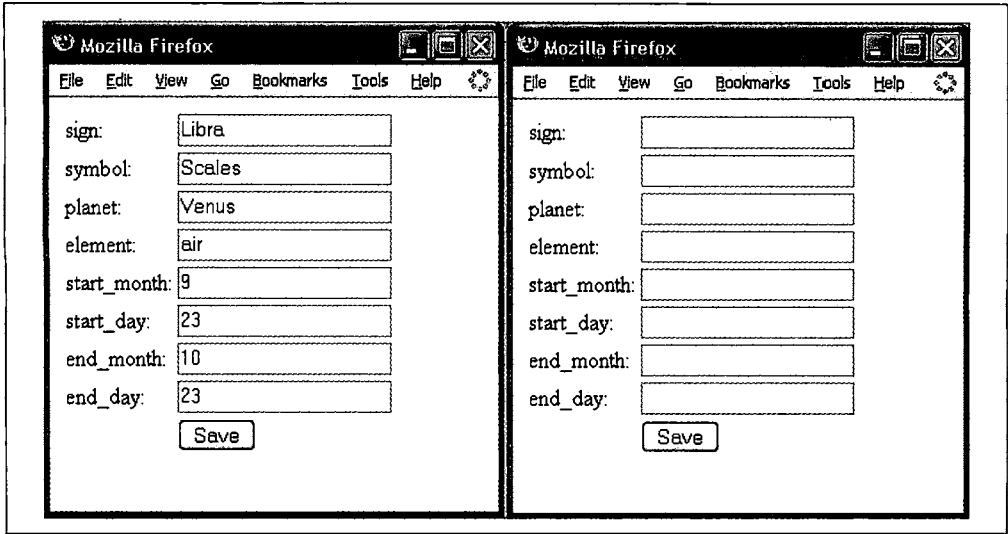 Mozilla Firefox
File Edit View Go Bookmarks Tools Help
sign: Libra
symbol: Scales
planet: Venus
element: air
start_month: 9
start_day: 23
end_month: 10
end_day: 23
Save
Mozilla Firefox
File Edit View Go Bookmarks Tools Help
sign:
symbol:
planet:
element:
start_month:
start_day:
end_month:
end_day:
Save